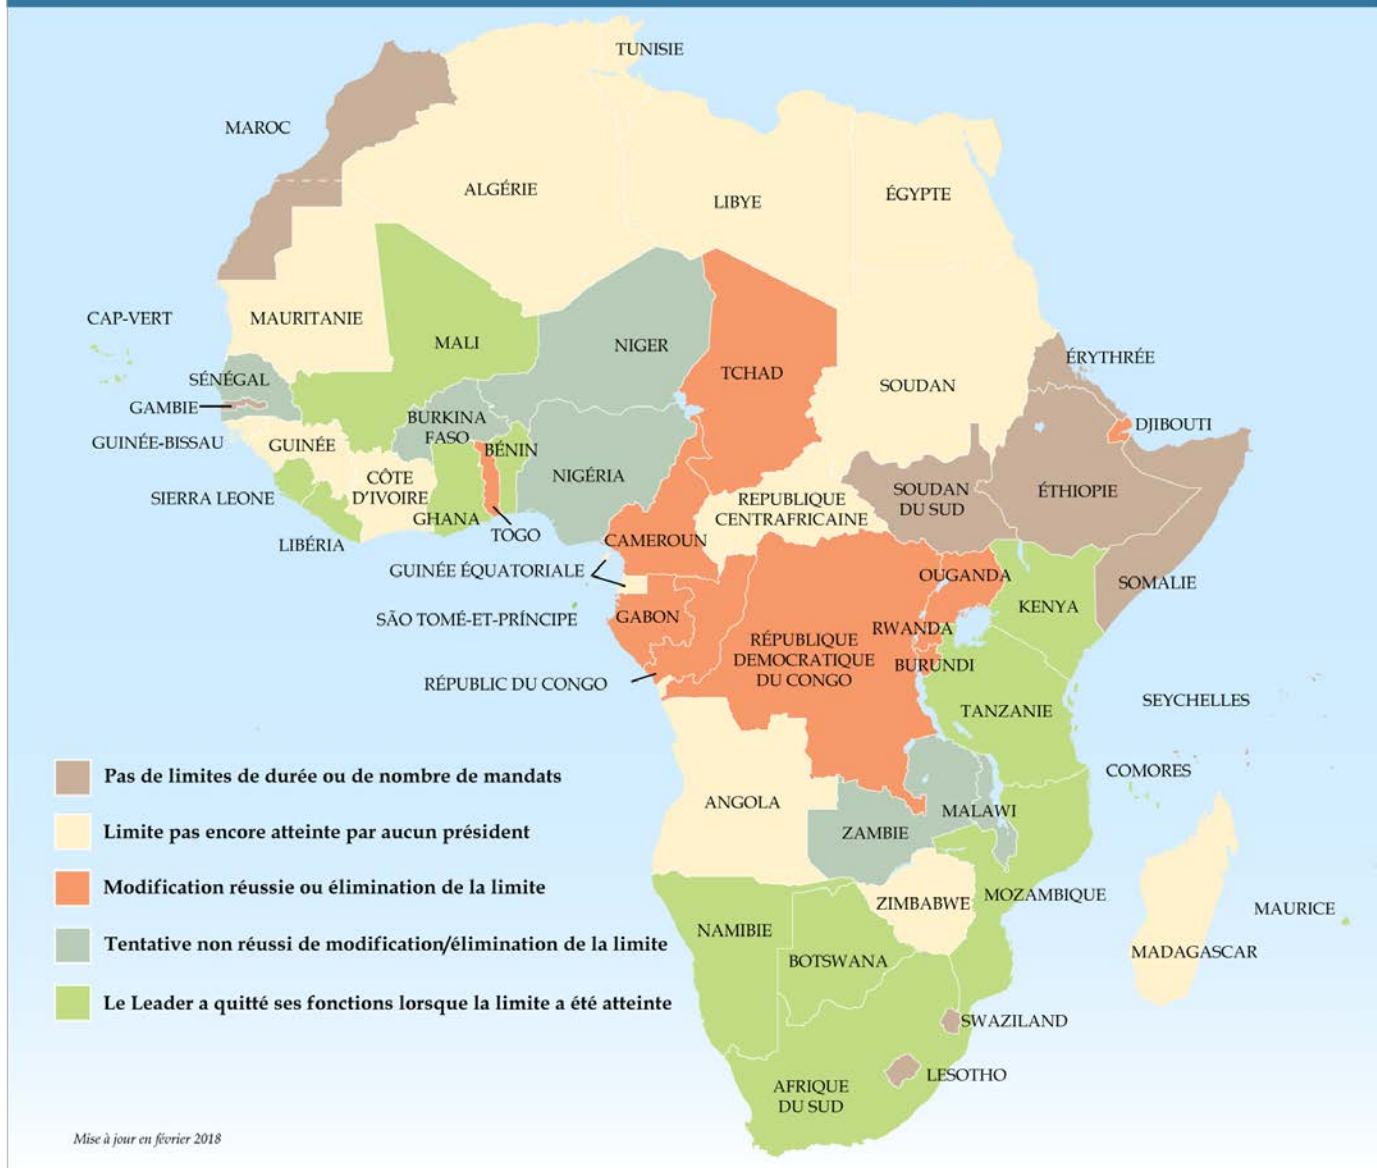 TUNISIE
MAROC
ALGÉRIE
LIBYE
ÉGYPTE
CAP-VERT
MAURITANIE
MALI
NIGER
TCHAD
SOUDAN
ÉRYTHRÉE
SÉNÉGAL
GAMBIE
GUINÉE-BISSAU
GUINÉE
BURKINA
FASO
BÉNIN
NIGÉRIA
DJIBOUTI
SIERRA LEONE
CÔTE
D'IVOIRE
GHANA
TOGO
LIBÉRIA
CAMEROUN
REPUBLIQUE
CENTRAFRICAINE
SOUDAN
DU SUD
ÉTHIOPIE
SOMALIE
GUINÉE ÉQUATORIALE
SÃO TOMÉ-ET-PRÍNCIPE
GABON
OUGANDA
KENYA
RWANDA
RÉPUBLIQUE
DEMOCRATIQUE
DU CONGO
BURUNDI
RÉPUBLIC DU CONGO
TANZANIE
SEYCHELLES
COMORES
ANGOLA
ZAMBIE
MALAWI
MOZAMBIQUE
ZIMBABWE
MAURICE
MADAGASCAR
NAMIBIE
BOTSWANA
SWAZILAND
LESOTHO
AFRIQUE
DU SUD
Pas de limites de durée ou de nombre de mandats
Limite pas encore atteinte par aucun président
Modification réussie ou élimination de la limite
Tentative non réussi de modification/élimination de la limite
Le Leader a quitté ses fonctions lorsque la limite a été atteinte
Mise à jour en février 2018